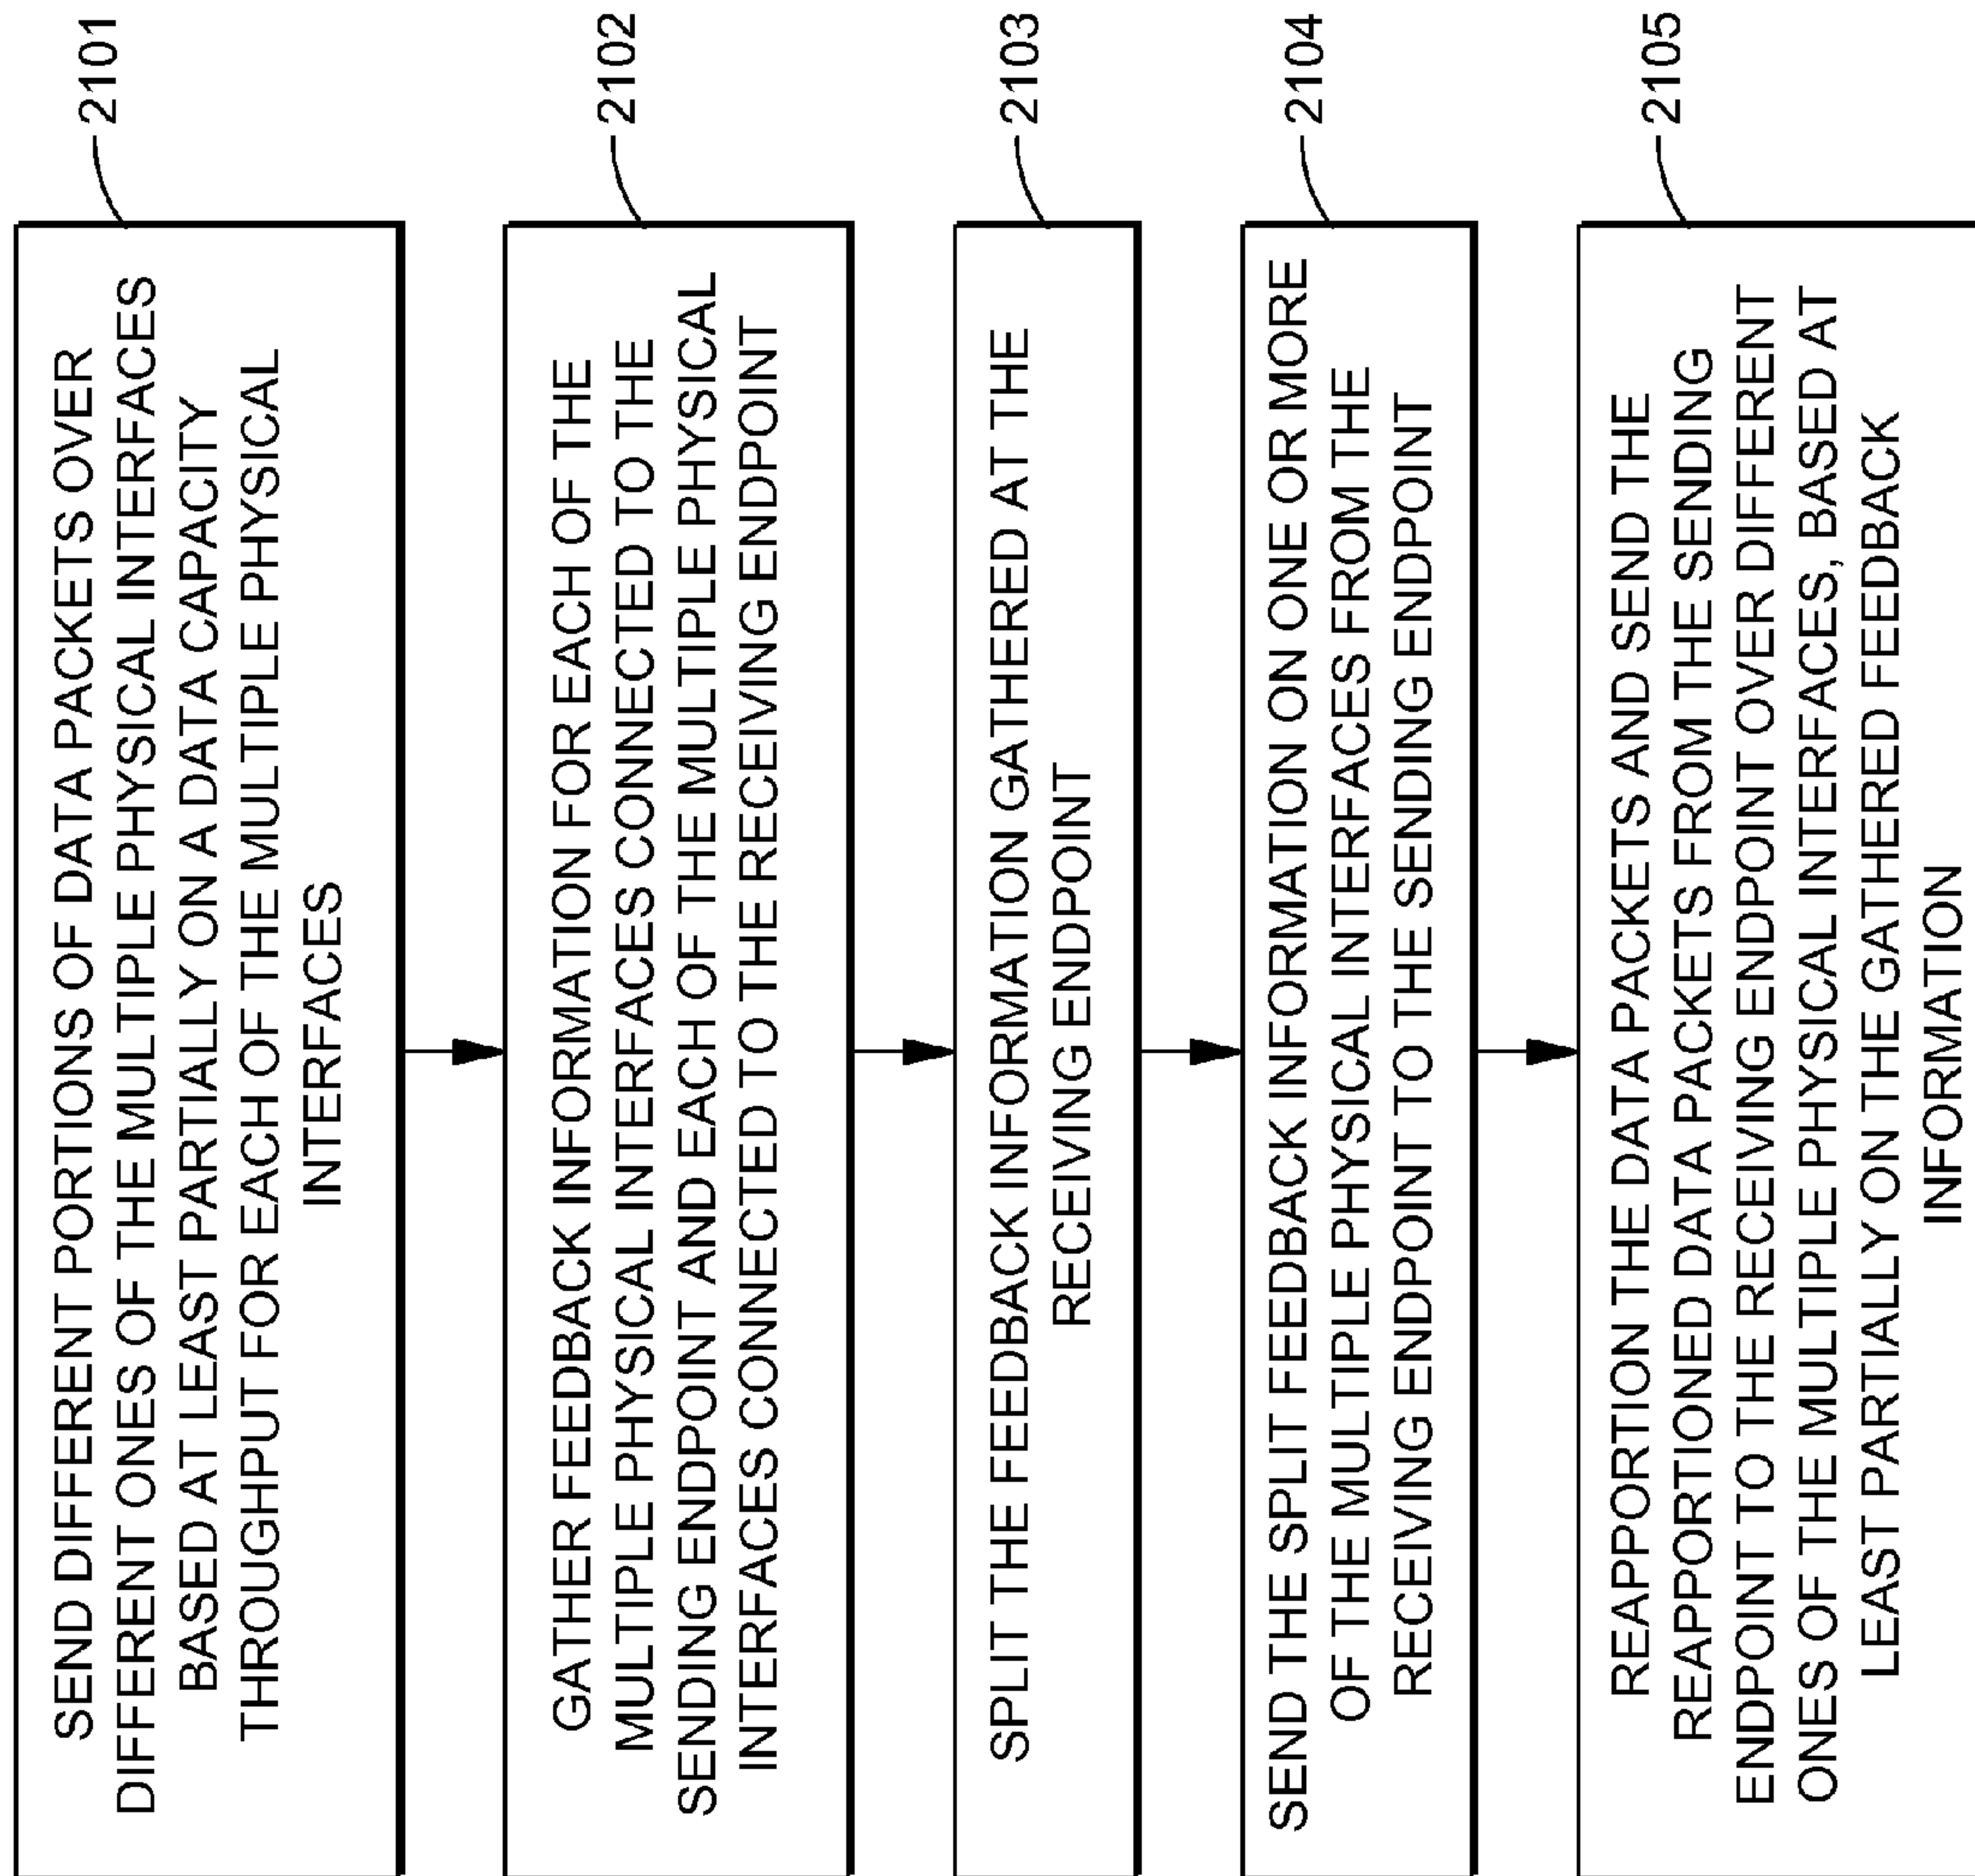 SEND DIFFERENT PORTIONS OF DATA PACKETS OVER
DIFFERENT ONES OF THE MULTIPLE PHYSICAL INTERFACES
BASED AT LEAST PARTIALLY ON A DATA CAPACITY
THROUGHPUT FOR EACH OF THE MULTIPLE PHYSICAL
INTERFACES
2101
GATHER FEEDBACK INFORMATION FOR EACH OF THE
MULTIPLE PHYSICAL INTERFACES CONNECTED TO THE
SENDING ENDPOINT AND EACH OF THE MULTIPLE PHYSICAL
INTERFACES CONNECTED TO THE RECEIVING ENDPOINT
2102
SPLIT THE FEEDBACK INFORMATION GATHERED AT THE
RECEIVING ENDPOINT
2103
SEND THE SPLIT FEEDBACK INFORMATION ON ONE OR MORE
OF THE MULTIPLE PHYSICAL INTERFACES FROM THE
RECEIVING ENDPOINT TO THE SENDING ENDPOINT
2104
REAPPORTION THE DATA PACKETS AND SEND THE
REAPPORTIONED DATA PACKETS FROM THE SENDING
ENDPOINT TO THE RECEIVING ENDPOINT OVER DIFFERENT
ONES OF THE MULTIPLE PHYSICAL INTERFACES, BASED AT
LEAST PARTIALLY ON THE GATHERED FEEDBACK
INFORMATION
2105